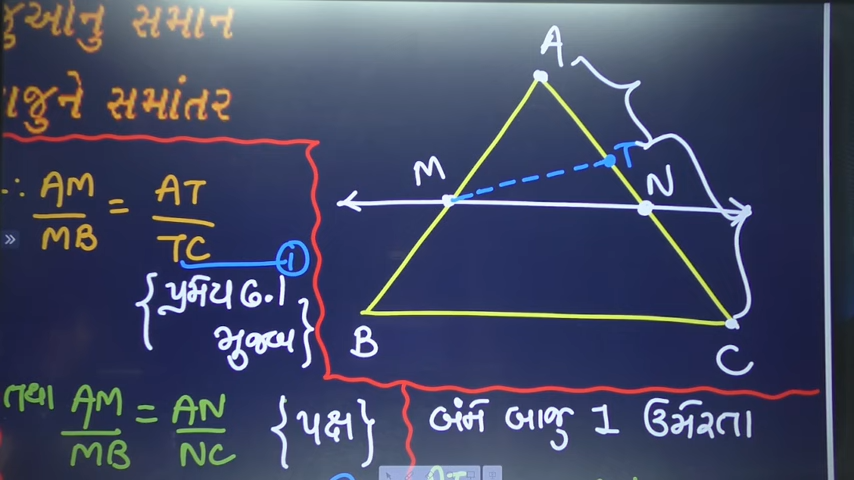 સમાન
સમાંતર
∴ AM/MB = AT/TC ①
{પ્રમેય 6.1
મુજબ}
તથા AM/MB = AN/NC {પક્ષ}
A
T
M
N
B
C
બંને બાજુ 1 ઉમેરતા